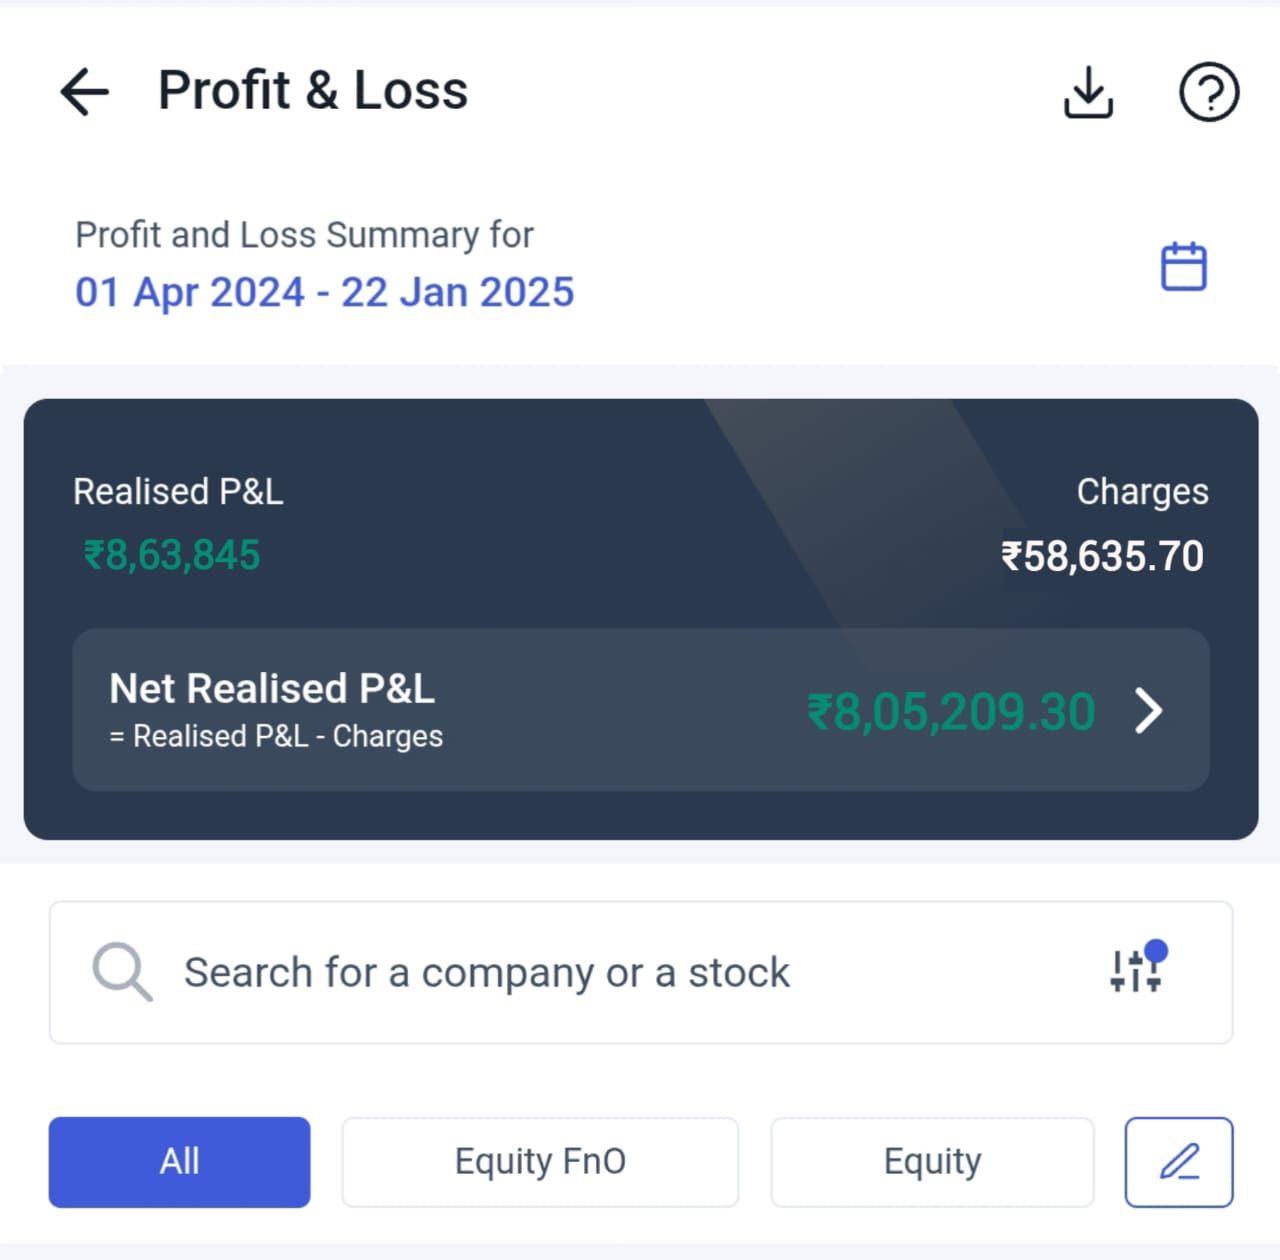 Profit & Loss
Profit and Loss Summary for
01 Apr 2024 - 22 Jan 2025
Realised P&L
Charges
₹8,63,845
₹58,635.70
Net Realised P&L
= Realised P&L - Charges
₹8,05,209.30
Search for a company or a stock
All
Equity FnO
Equity